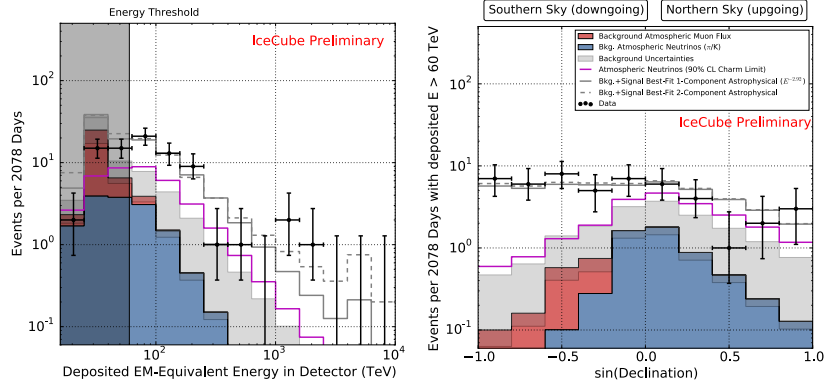 Energy Threshold
IceCube Preliminary
Events per 2078 Days
10²
10¹
10⁰
10⁻¹
10² 10³ 10⁴
Deposited EM-Equivalent Energy in Detector (TeV)
Southern Sky (downgoing) Northern Sky (upgoing)
Background Atmospheric Muon Flux
Bkg. Atmospheric Neutrinos (π/K)
Background Uncertainties
Atmospheric Neutrinos (90% CL Charm Limit)
Bkg.+Signal Best-Fit 1-Component Astrophysical (E⁻²·⁹²)
Bkg.+Signal Best-Fit 2-Component Astrophysical
Data
IceCube Preliminary
Events per 2078 Days with deposited E > 60 TeV
10²
10¹
10⁰
10⁻¹
-1.0 -0.5 0.0 0.5 1.0
sin(Declination)